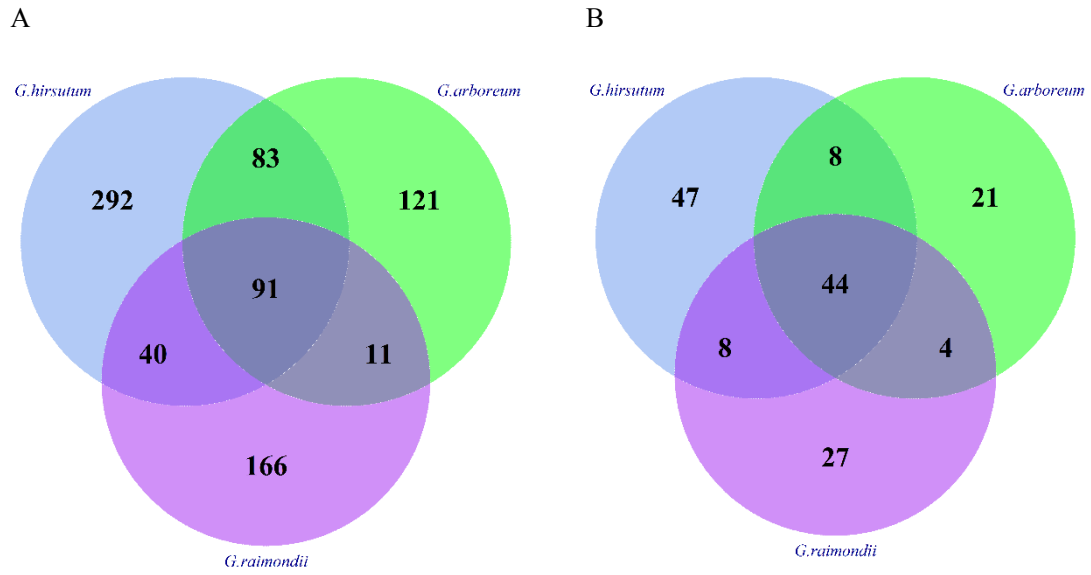 A
G.hirsutum
G.arboreum
83
292
121
91
40
11
166
G.raimondii
B
G.hirsutum
G.arboreum
8
47
21
44
8
4
27
G.raimondii